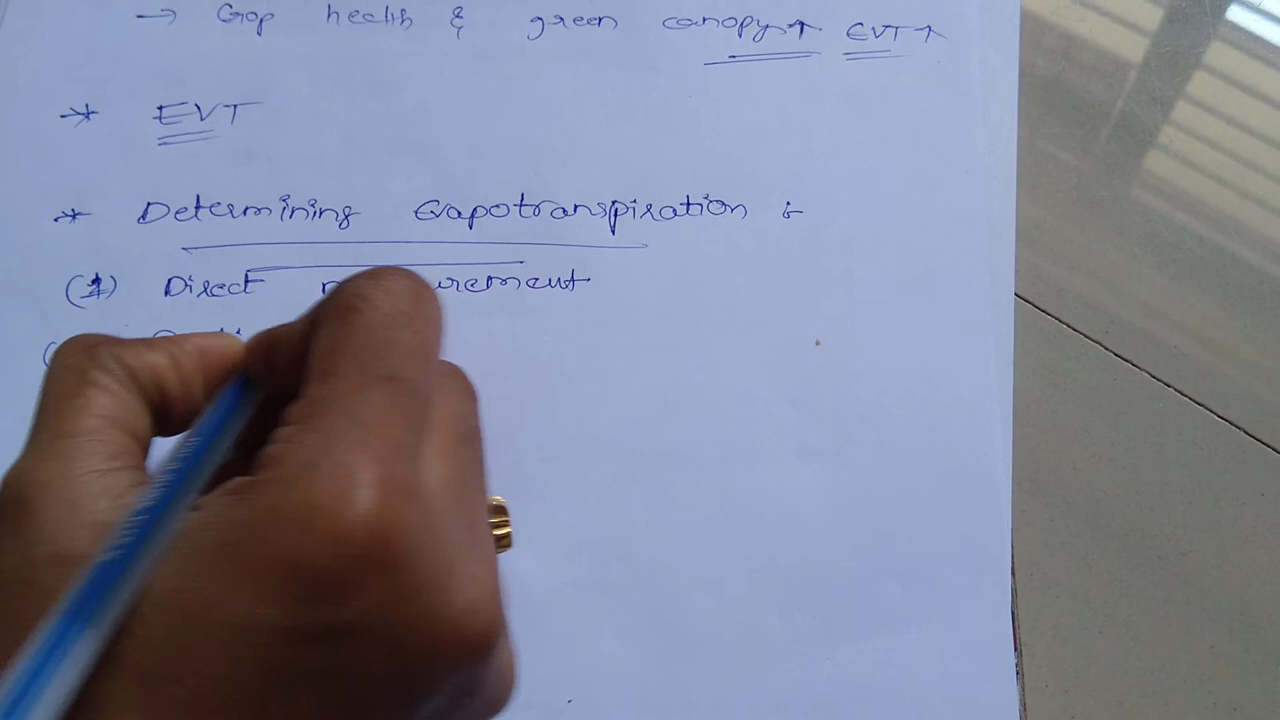 → Crop health & green canopy↑ EVT↑
* EVT
* Determining Evapotranspiration :-
(1) Direct